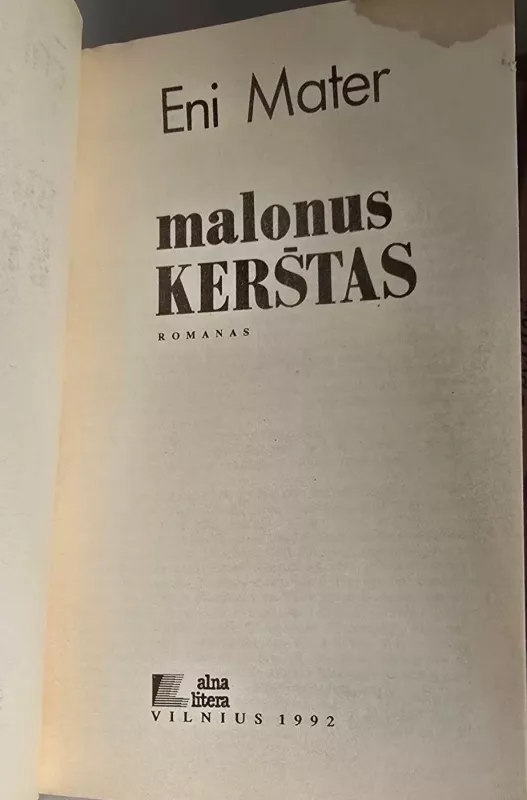 Eni Mater
malonus
KERŠTAS
ROMANAS
alna
litera
VILNIUS 1992